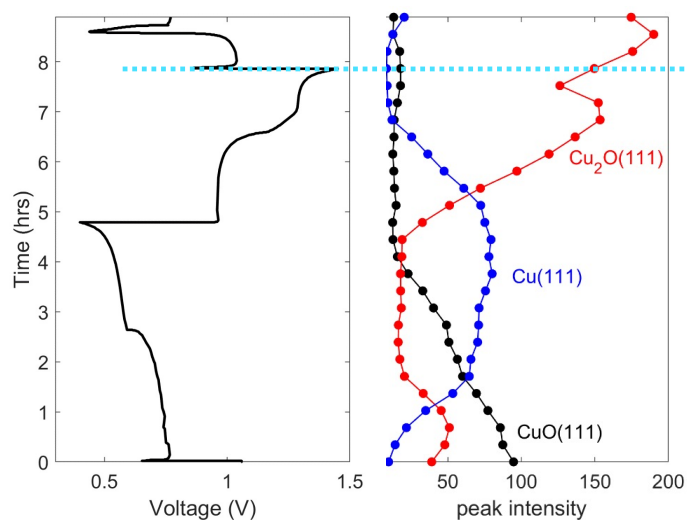 8
7
6
5
4
3
2
1
0
Time (hrs)
0.5 1 1.5
Voltage (V)
Cu₂O(111)
Cu(111)
CuO(111)
50 100 150 200
peak intensity